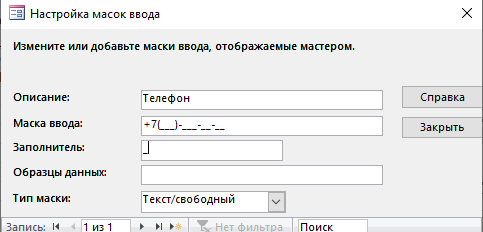 Настройка масок ввода
Измените или добавьте маски ввода, отображаемые мастером.
Описание: Телефон Справка
Маска ввода: +7(___)-___-__-__ Закрыть
Заполнитель: _
Образцы данных:
Тип маски: Текст/свободный
Запись: 1 из 1 Нет фильтра Поиск